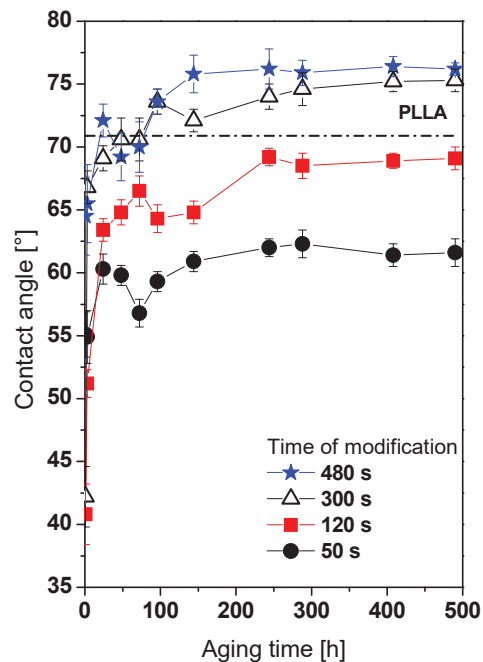 80
75
70
65
60
55
50
45
40
35
Contact angle [°]
PLLA
Time of modification
480 s
300 s
120 s
50 s
0 100 200 300 400 500
Aging time [h]